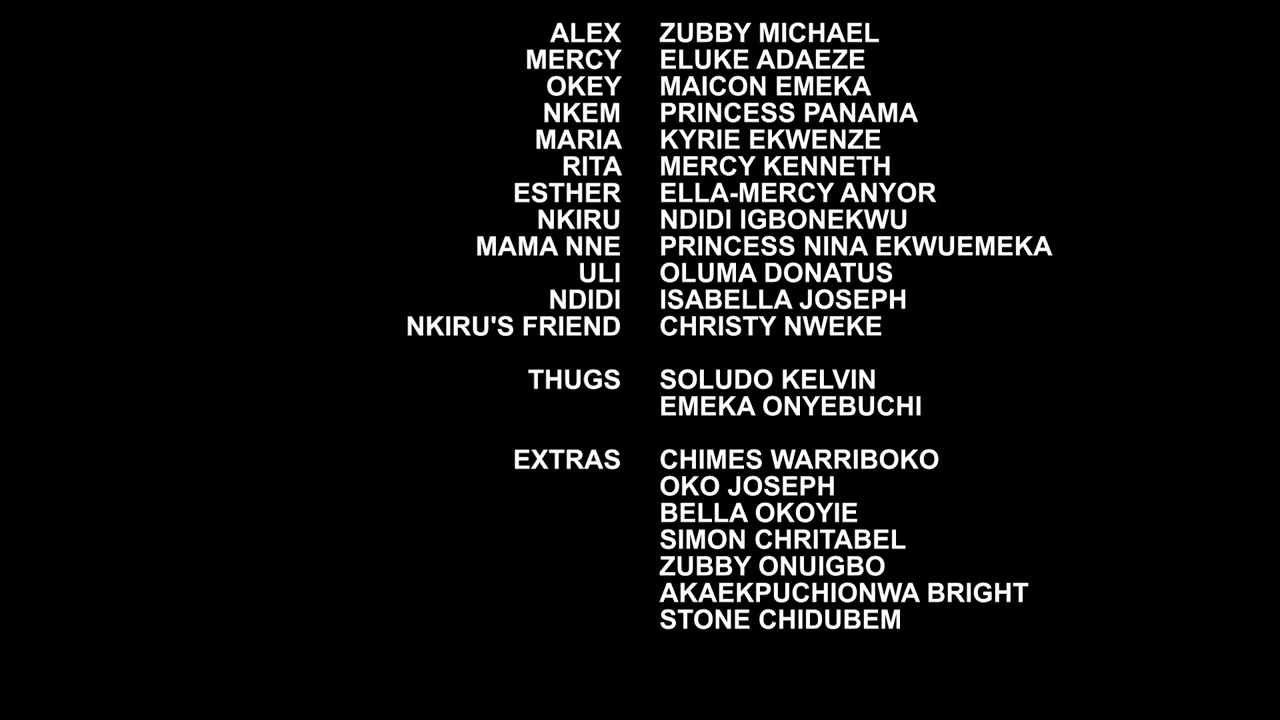 ALEX ZUBBY MICHAEL
MERCY ELUKE ADAEZE
OKEY MAICON EMEKA
NKEM PRINCESS PANAMA
MARIA KYRIE EKWENZE
RITA MERCY KENNETH
ESTHER ELLA-MERCY ANYOR
NKIRU NDIDI IGBONEKWU
MAMA NNE PRINCESS NINA EKWUEMEKA
ULI OLUMA DONATUS
NDIDI ISABELLA JOSEPH
NKIRU'S FRIEND CHRISTY NWEKE
THUGS SOLUDO KELVIN
EMEKA ONYEBUCHI
EXTRAS CHIMES WARRIBOKO
OKO JOSEPH
BELLA OKOYIE
SIMON CHRITABEL
ZUBBY ONUIGBO
AKAEKPUCHIONWA BRIGHT
STONE CHIDUBEM